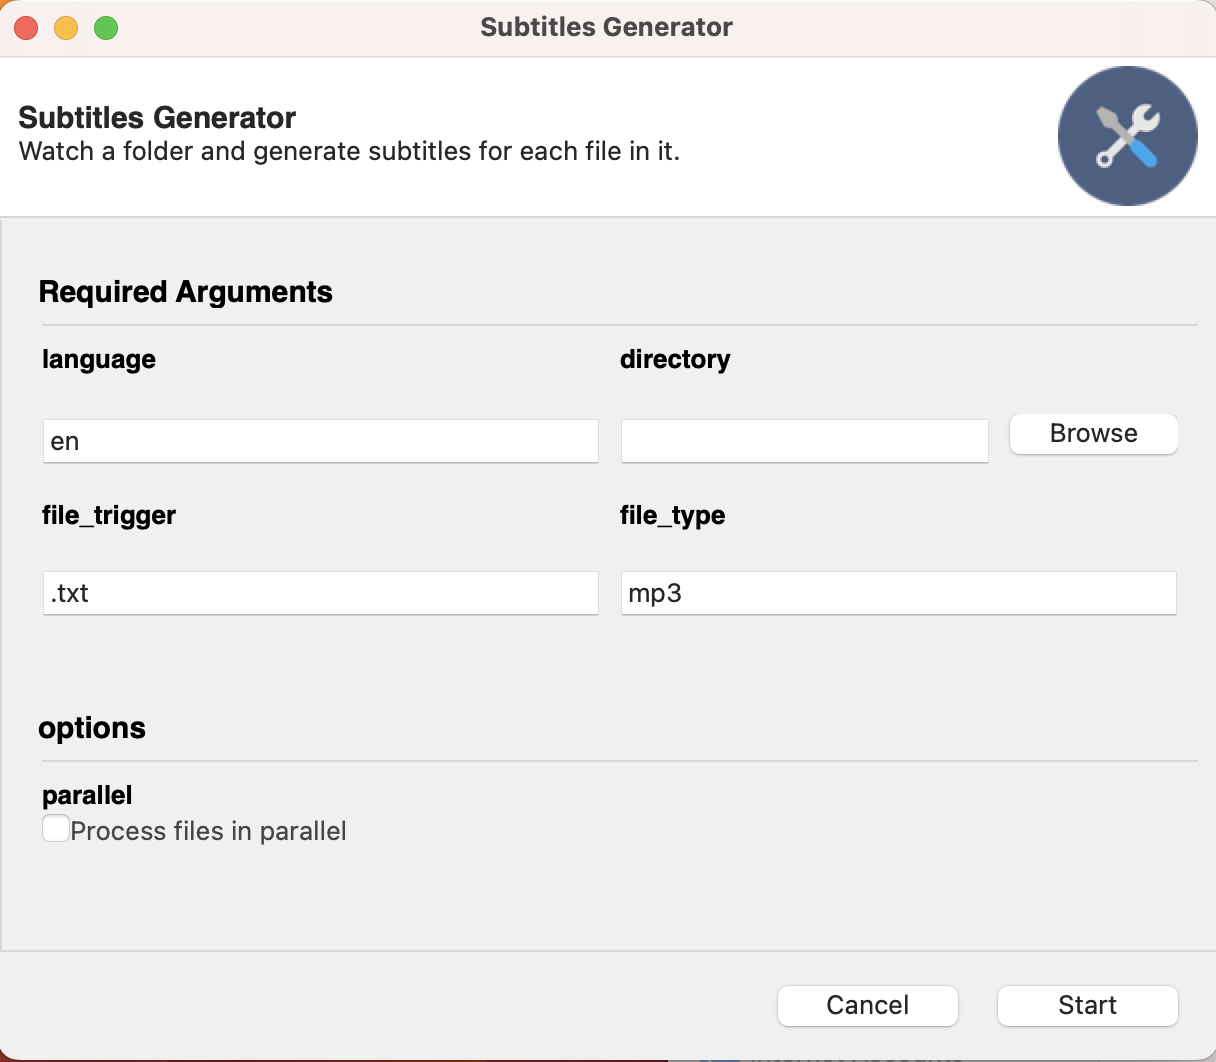 Subtitles Generator
Subtitles Generator
Watch a folder and generate subtitles for each file in it.
Required Arguments
language
directory
en
Browse
file_trigger
file_type
.txt
mp3
options
parallel
Process files in parallel
Cancel
Start